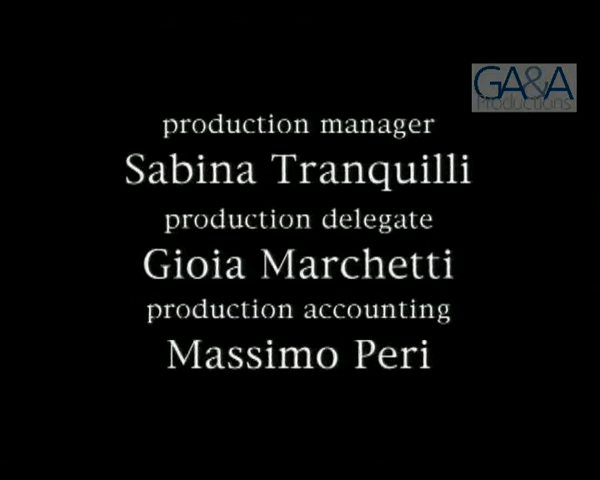 GA&A
Productions
production manager
Sabina Tranquilli
production delegate
Gioia Marchetti
production accounting
Massimo Peri